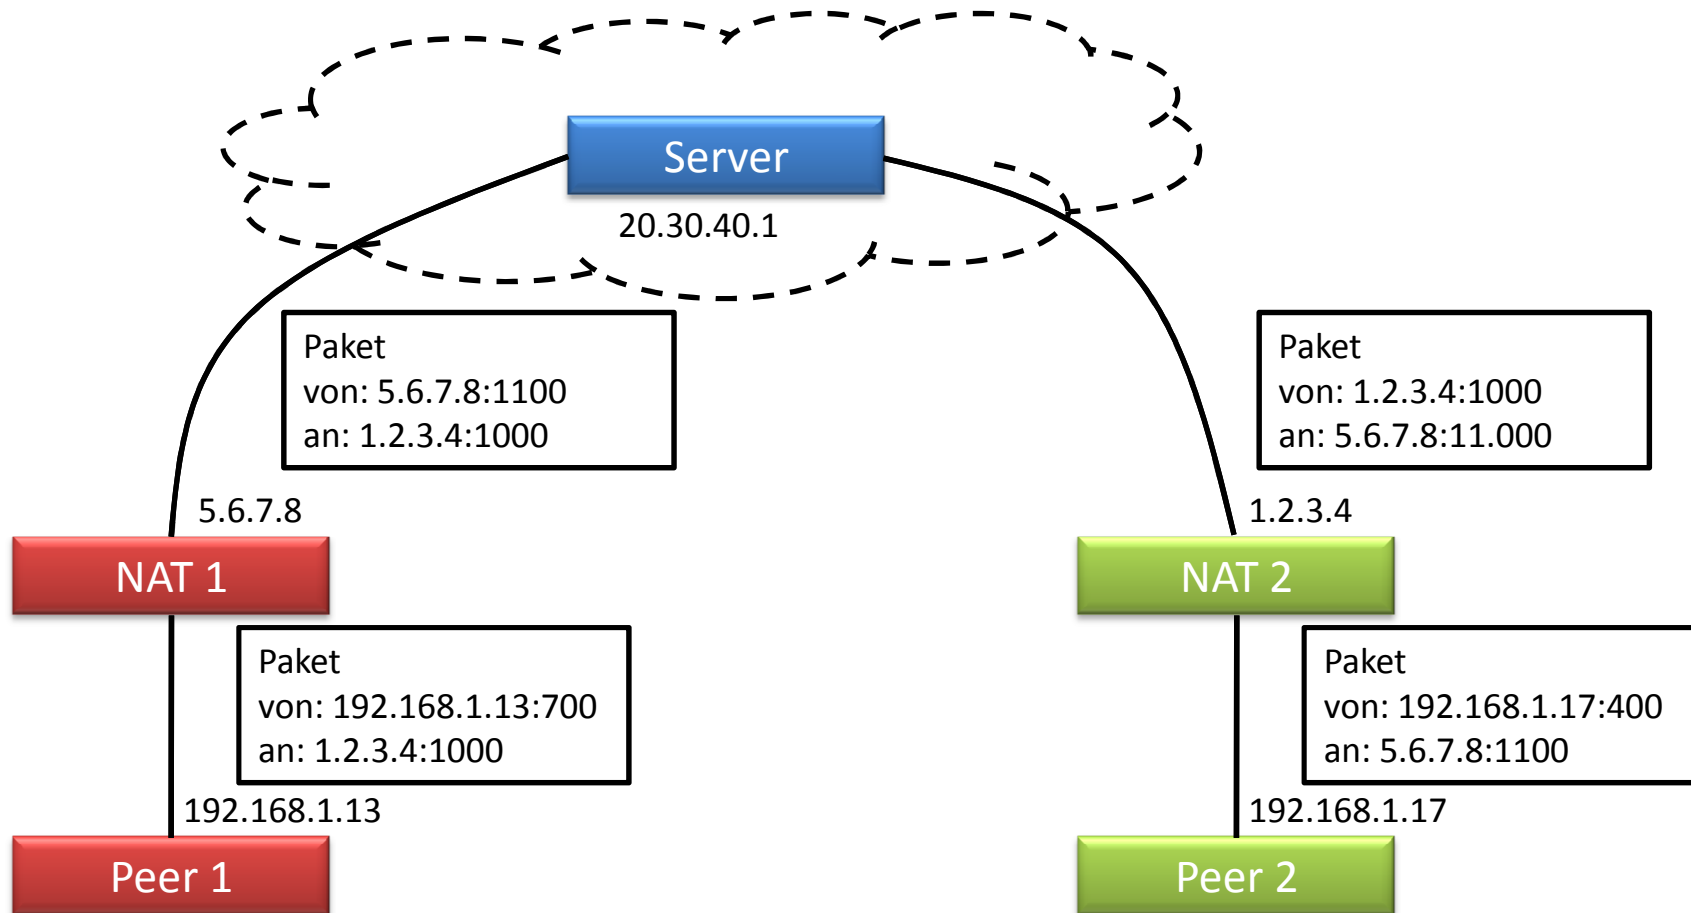 Server
20.30.40.1
Paket
von: 5.6.7.8:1100
an: 1.2.3.4:1000
Paket
von: 1.2.3.4:1000
an: 5.6.7.8:11.000
5.6.7.8
1.2.3.4
NAT 1
NAT 2
Paket
von: 192.168.1.13:700
an: 1.2.3.4:1000
Paket
von: 192.168.1.17:400
an: 5.6.7.8:1100
192.168.1.13
192.168.1.17
Peer 1
Peer 2